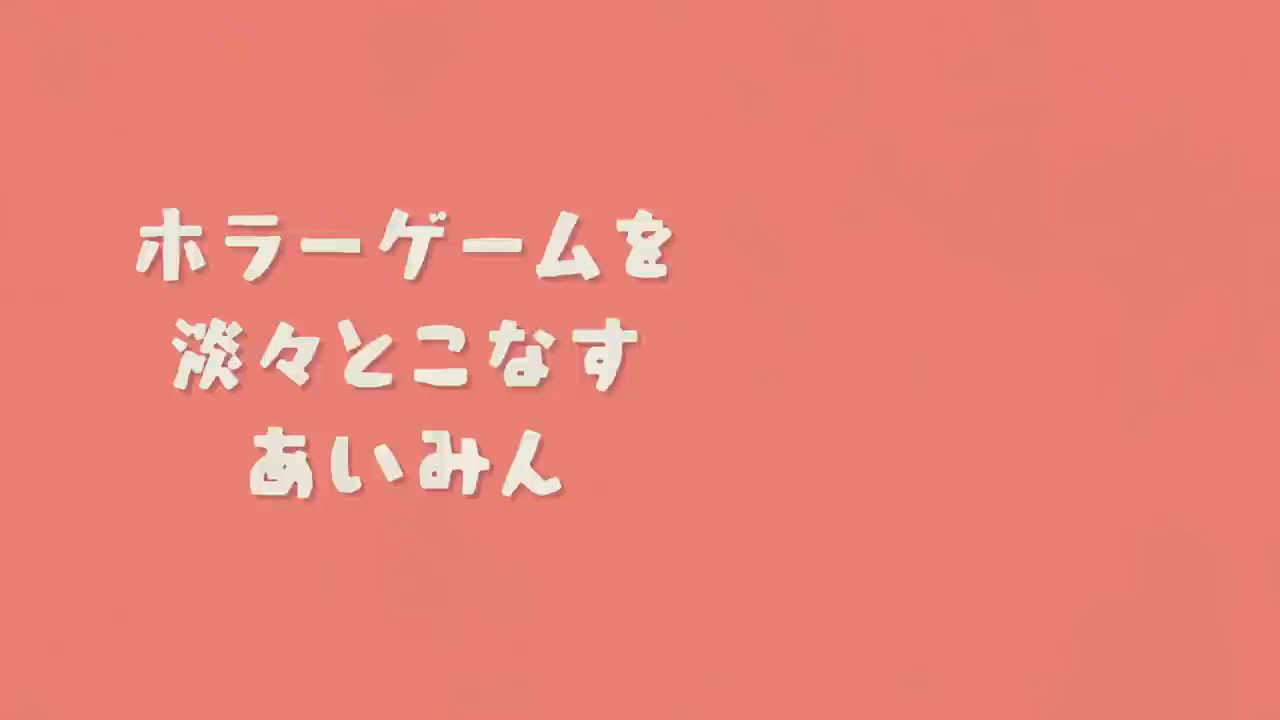 ホラーゲームを
淡々とこなす
あいみん